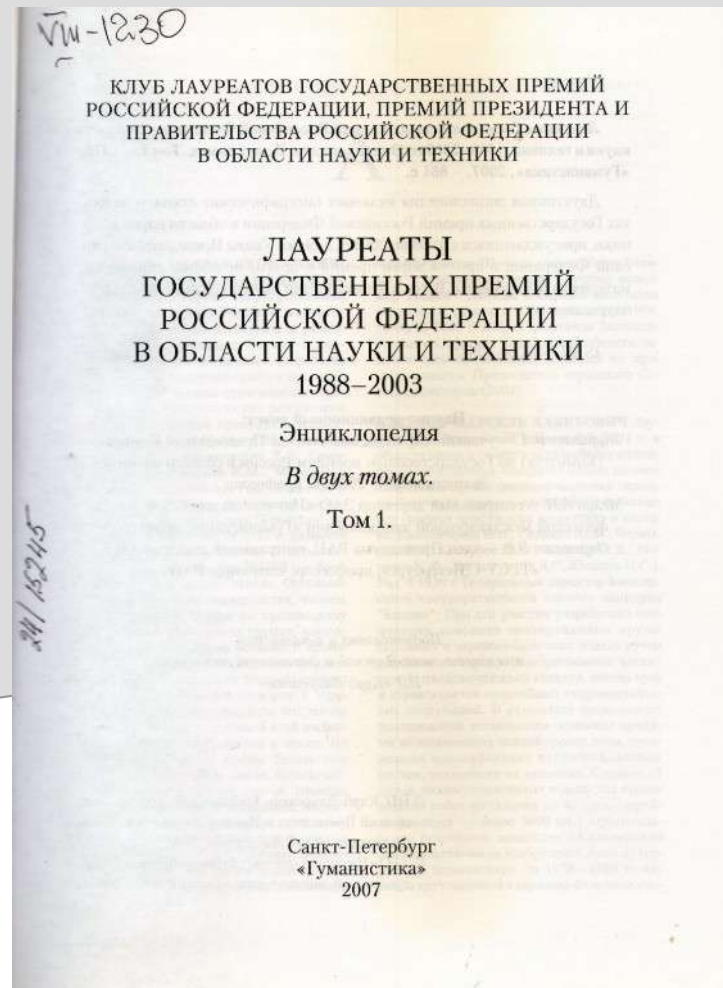 VIII-1230
КЛУБ ЛАУРЕАТОВ ГОСУДАРСТВЕННЫХ ПРЕМИЙ
РОССИЙСКОЙ ФЕДЕРАЦИИ, ПРЕМИЙ ПРЕЗИДЕНТА И
ПРАВИТЕЛЬСТВА РОССИЙСКОЙ ФЕДЕРАЦИИ
В ОБЛАСТИ НАУКИ И ТЕХНИКИ
ЛАУРЕАТЫ
ГОСУДАРСТВЕННЫХ ПРЕМИЙ
РОССИЙСКОЙ ФЕДЕРАЦИИ
В ОБЛАСТИ НАУКИ И ТЕХНИКИ
1988–2003
Энциклопедия
В двух томах.
Том 1.
24/15245
Санкт-Петербург
«Гуманистика»
2007